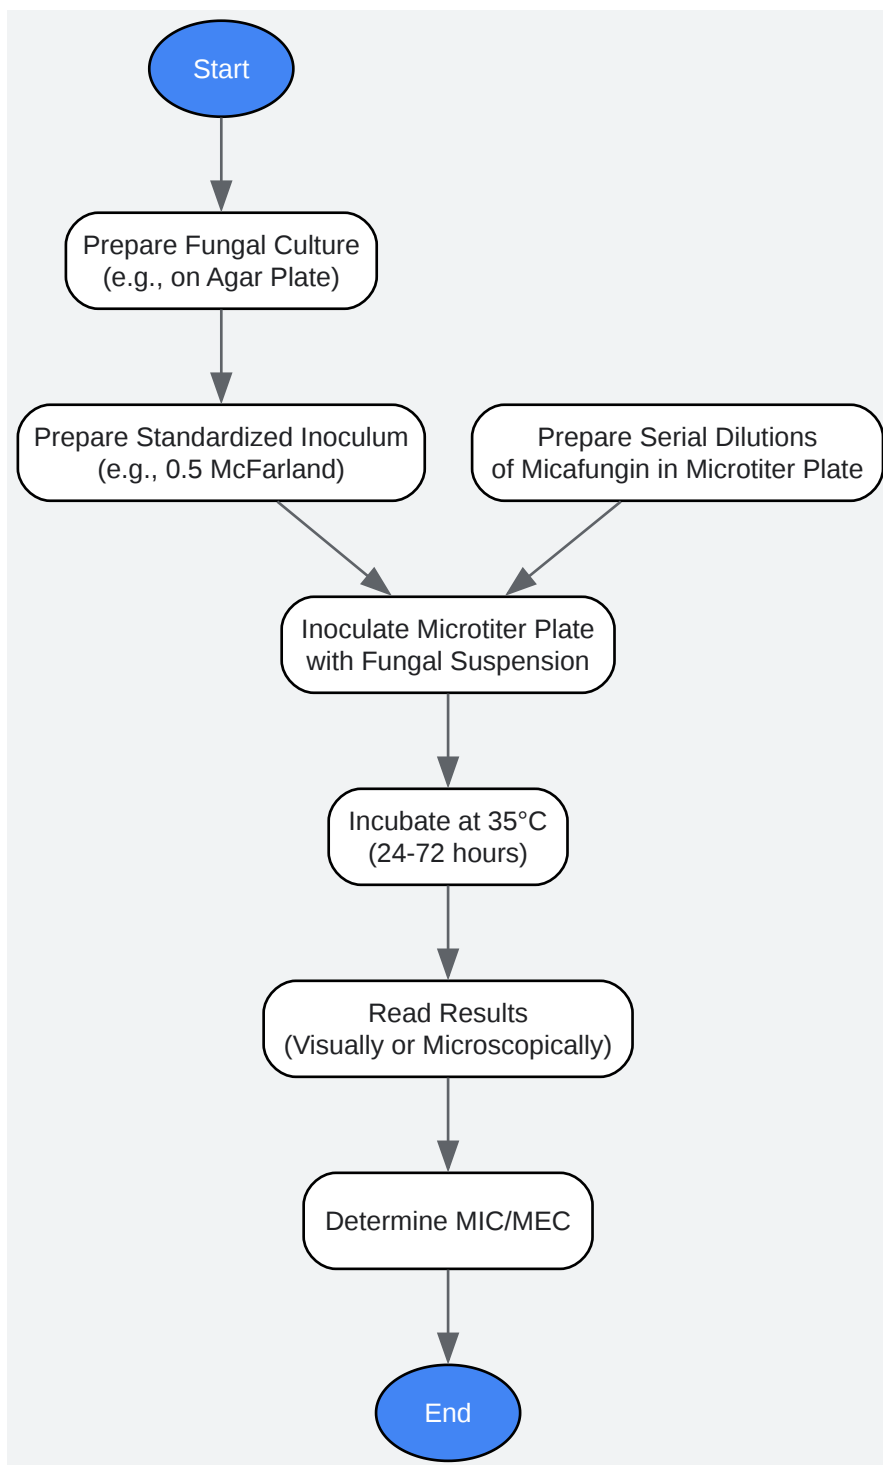 Start
Prepare Fungal Culture
(e.g., on Agar Plate)
Prepare Standardized Inoculum
(e.g., 0.5 McFarland)
Prepare Serial Dilutions
of Micafungin in Microtiter Plate
Inoculate Microtiter Plate
with Fungal Suspension
Incubate at 35°C
(24-72 hours)
Read Results
(Visually or Microscopically)
Determine MIC/MEC
End